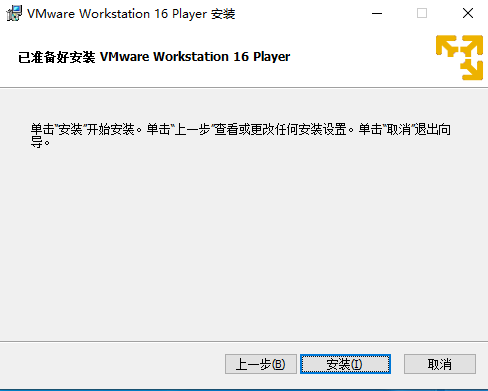 VMware Workstation 16 Player 安装
已准备好安装 VMware Workstation 16 Player
单击“安装”开始安装。单击“上一步”查看或更改任何安装设置。单击“取消”退出向
导。
上一步(B) 安装(I) 取消